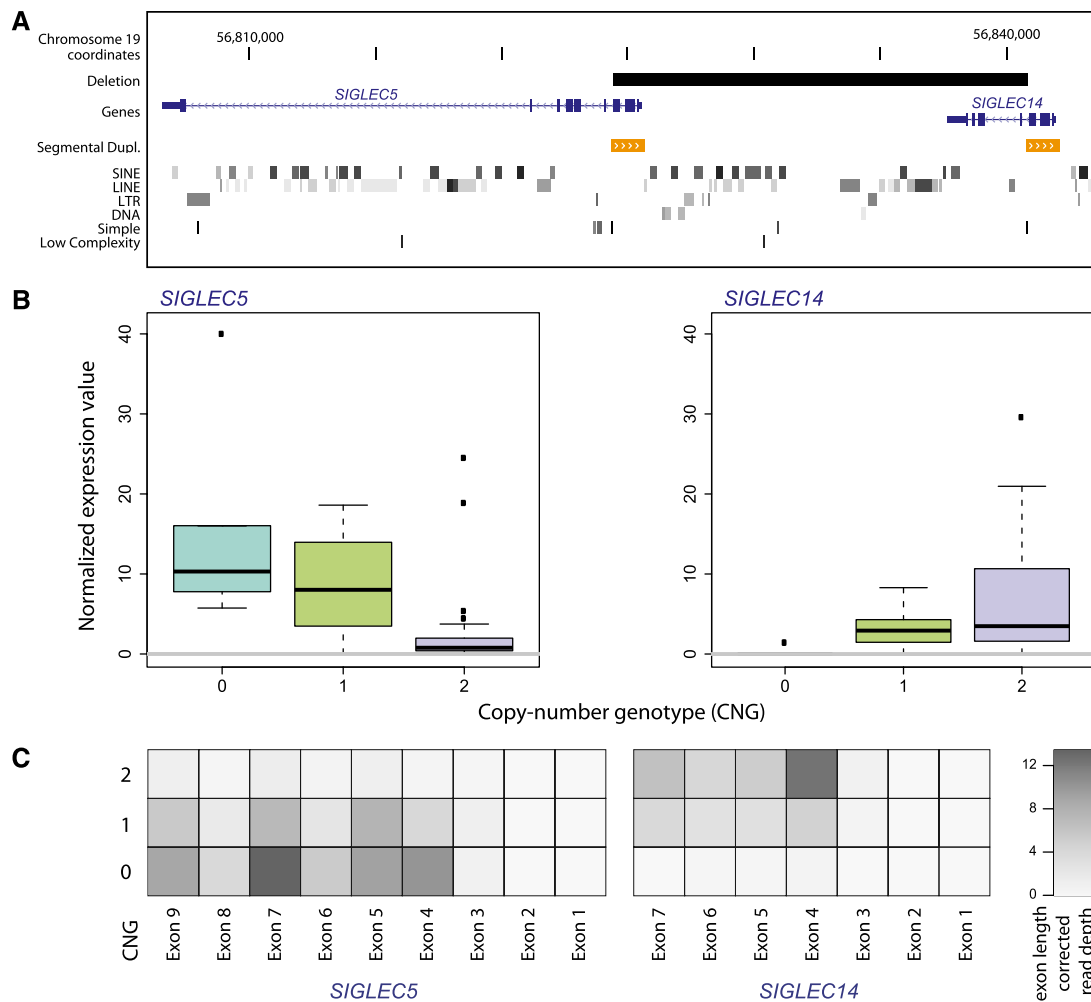 A
Chromosome 19
coordinates
56,810,000
56,840,000
Deletion
Genes
SIGLEC5
SIGLEC14
Segmental Dupl.
SINE
LINE
LTR
DNA
Simple
Low Complexity
B
SIGLEC5
SIGLEC14
Normalized expression value
40
30
20
10
0
0
1
2
40
30
20
10
0
0
1
2
Copy-number genotype (CNG)
C
2
1
0
CNG
Exon 9
Exon 8
Exon 7
Exon 6
Exon 5
Exon 4
Exon 3
Exon 2
Exon 1
SIGLEC5
Exon 7
Exon 6
Exon 5
Exon 4
Exon 3
Exon 2
Exon 1
SIGLEC14
12
8
4
0
exon length
corrected
read depth